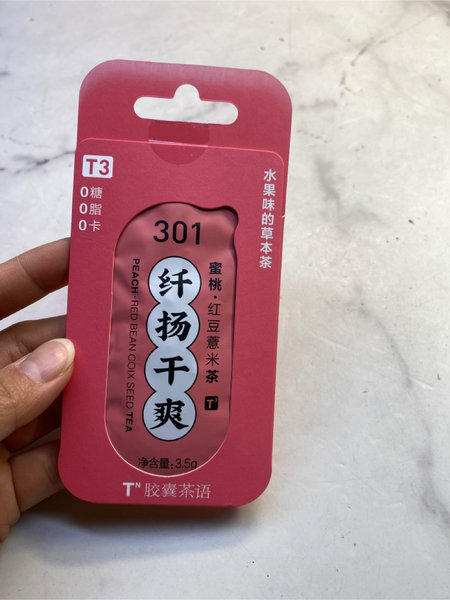 T3
0糖
0脂
0卡
水果味的草本茶
301
纤扬干爽
蜜桃·红豆薏米茶 T³
PEACH·RED BEAN COIX SEED TEA
净含量:3.5g
Tᴺ 胶囊茶语